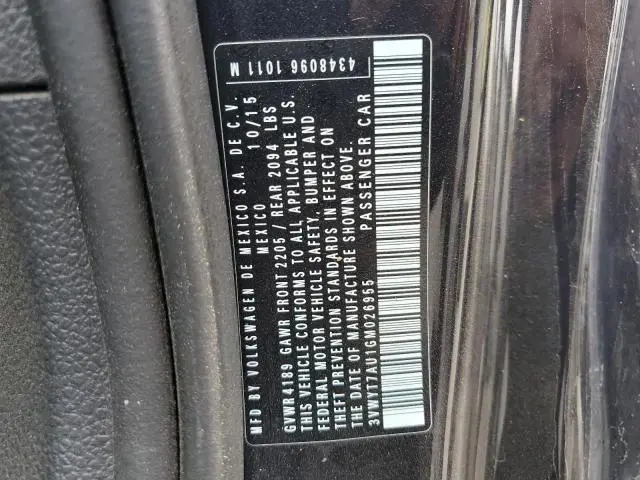 MFD BY VOLKSWAGEN DE MEXICO S.A. DE C.V.
MEXICO 10/15
GVWR 4189 GAWR FRONT 2205 / REAR 2094 LBS
THIS VEHICLE CONFORMS TO ALL APPLICABLE U.S.
FEDERAL MOTOR VEHICLE SAFETY, BUMPER AND
THEFT PREVENTION STANDARDS IN EFFECT ON
THE DATE OF MANUFACTURE SHOWN ABOVE.
3VWY17AU1GM026955 PASSENGER CAR
4348096 1011 M